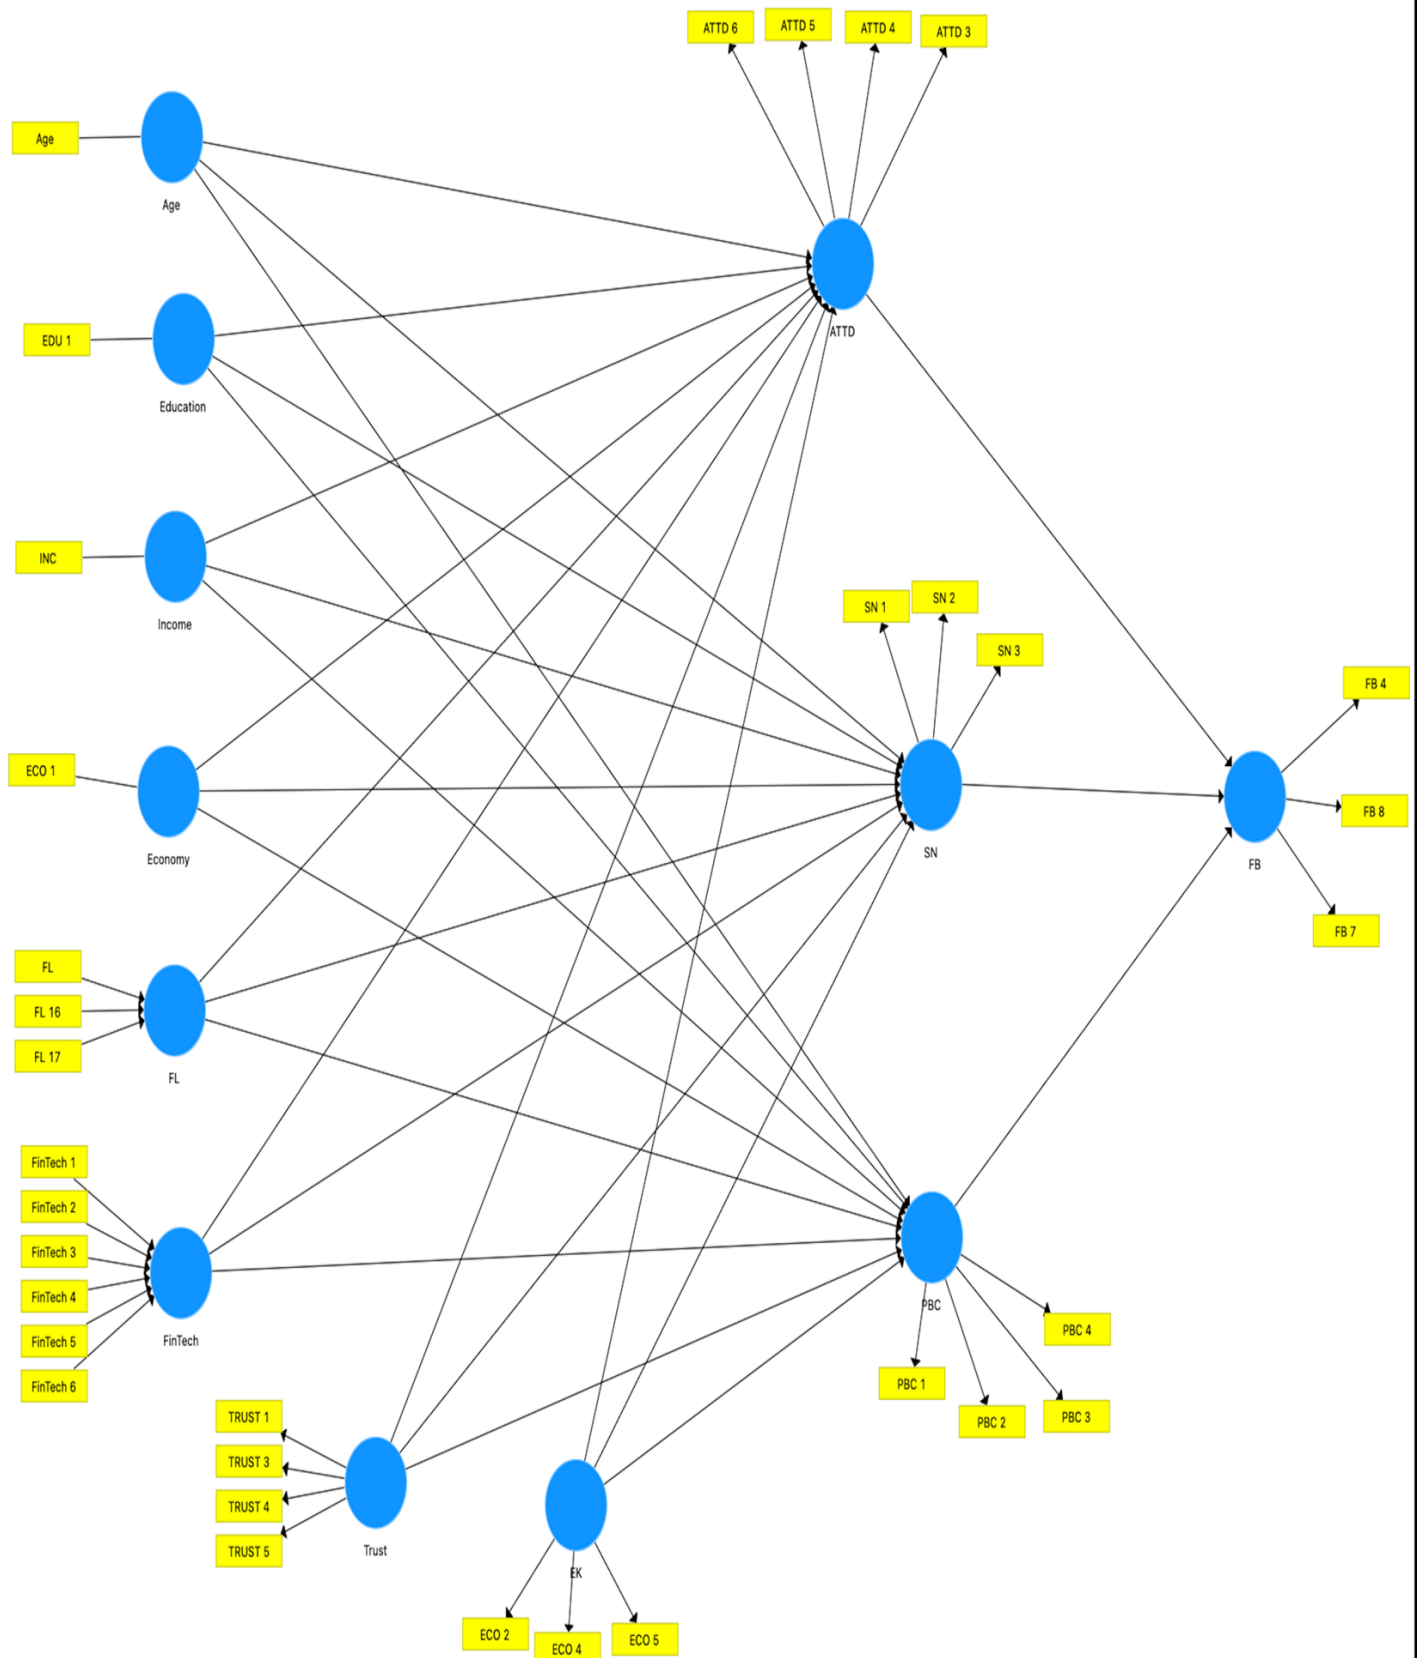 ATTD 6
ATTD 5
ATTD 4
ATTD 3
Age
Age
ATTD
EDU 1
Education
INC
Income
SN 1
SN 2
SN 3
SN
FB 4
FB 8
FB 7
FB
ECO 1
Economy
FL
FL 16
FL 17
FL
FinTech 1
FinTech 2
FinTech 3
FinTech 4
FinTech 5
FinTech 6
FinTech
PBC
PBC 4
PBC 1
PBC 2
PBC 3
TRUST 1
TRUST 3
TRUST 4
TRUST 5
Trust
EK
ECO 2
ECO 4
ECO 5